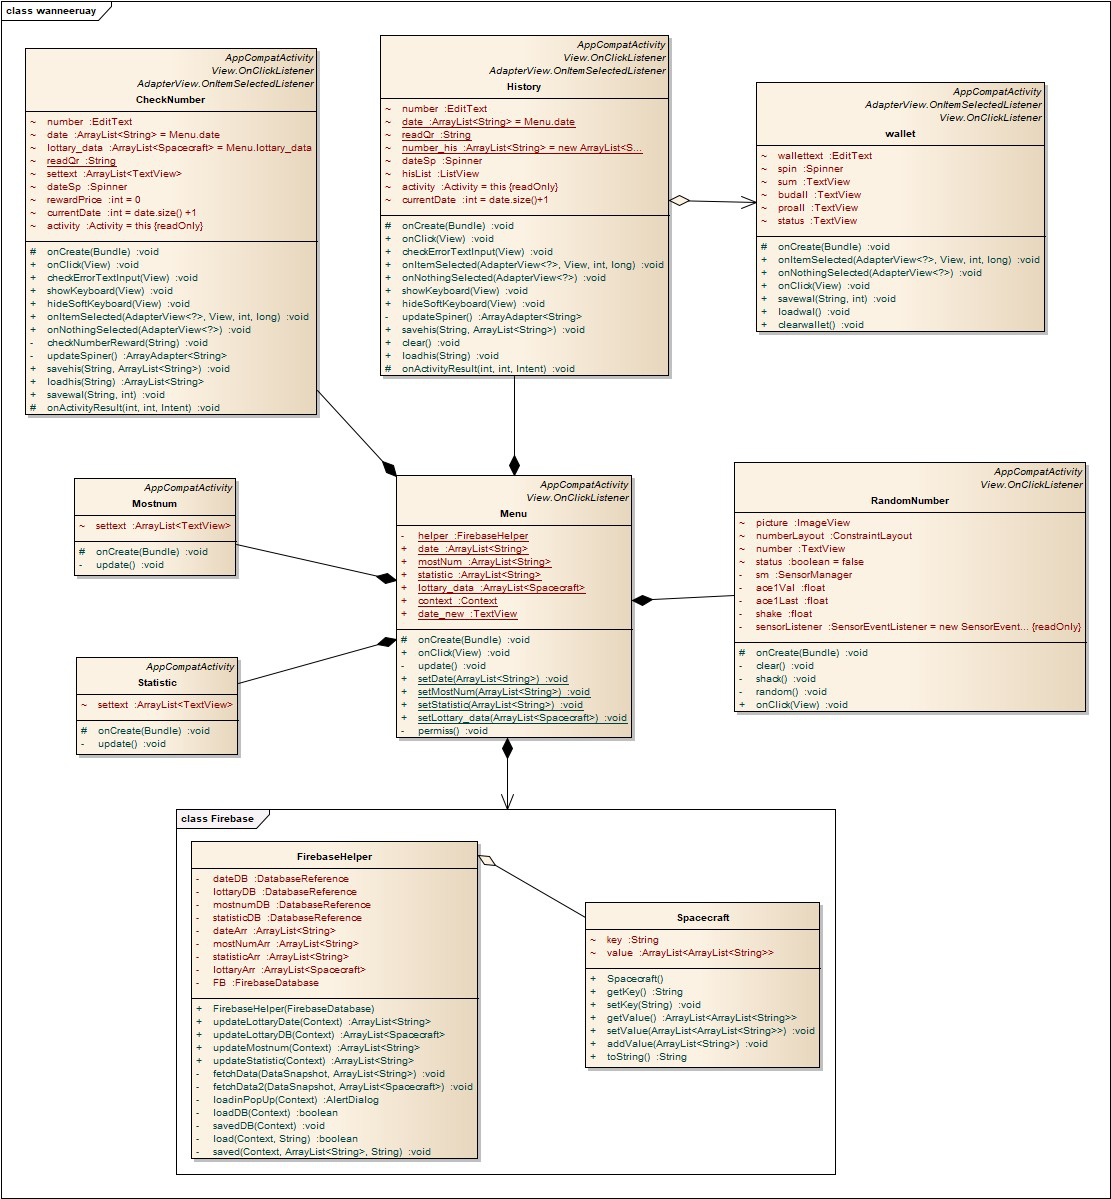 class wanneeruay
AppCompatActivity
View.OnClickListener
AdapterView.OnItemSelectedListener
CheckNumber
~ number :EditText
~ date :ArrayList<String> = Menu.date
~ lottary_data :ArrayList<Spacecraft> = Menu.lottary_data
~ readQr :String
~ settext :ArrayList<TextView>
~ dateSp :Spinner
~ rewardPrice :int = 0
~ currentDate :int = date.size() +1
~ activity :Activity = this {readOnly}
# onCreate(Bundle) :void
+ onClick(View) :void
+ checkErrorTextInput(View) :void
+ showKeyboard(View) :void
+ hideSoftKeyboard(View) :void
+ onItemSelected(AdapterView<?>, View, int, long) :void
+ onNothingSelected(AdapterView<?>) :void
- checkNumberReward(String) :void
- updateSpiner() :ArrayAdapter<String>
+ savehis(String, ArrayList<String>) :void
+ loadhis(String) :ArrayList<String>
+ savewal(String, int) :void
# onActivityResult(int, int, Intent) :void
AppCompatActivity
View.OnClickListener
AdapterView.OnItemSelectedListener
History
~ number :EditText
~ date :ArrayList<String> = Menu.date
~ readQr :String
~ number_his :ArrayList<String> = new ArrayList<S...
~ dateSp :Spinner
~ hisList :ListView
~ activity :Activity = this {readOnly}
~ currentDate :int = date.size()+1
# onCreate(Bundle) :void
+ onClick(View) :void
+ checkErrorTextInput(View) :void
+ onItemSelected(AdapterView<?>, View, int, long) :void
+ onNothingSelected(AdapterView<?>) :void
+ showKeyboard(View) :void
+ hideSoftKeyboard(View) :void
- updateSpiner() :ArrayAdapter<String>
+ savehis(String, ArrayList<String>) :void
+ clear() :void
+ loadhis(String) :void
# onActivityResult(int, int, Intent) :void
AppCompatActivity
AdapterView.OnItemSelectedListener
View.OnClickListener
wallet
~ wallettext :EditText
~ spin :Spinner
~ sum :TextView
~ budall :TextView
~ proall :TextView
~ status :TextView
# onCreate(Bundle) :void
+ onItemSelected(AdapterView<?>, View, int, long) :void
+ onNothingSelected(AdapterView<?>) :void
+ onClick(View) :void
+ savewal(String, int) :void
+ loadwal() :void
+ clearwallet() :void
AppCompatActivity
Mostnum
~ settext :ArrayList<TextView>
# onCreate(Bundle) :void
- update() :void
AppCompatActivity
View.OnClickListener
Menu
- helper :FirebaseHelper
+ date :ArrayList<String>
+ mostNum :ArrayList<String>
+ statistic :ArrayList<String>
+ lottary_data :ArrayList<Spacecraft>
+ context :Context
+ date_new :TextView
# onCreate(Bundle) :void
+ onClick(View) :void
- update() :void
+ setDate(ArrayList<String>) :void
+ setMostNum(ArrayList<String>) :void
+ setStatistic(ArrayList<String>) :void
+ setLottary_data(ArrayList<Spacecraft>) :void
- permiss() :void
AppCompatActivity
View.OnClickListener
RandomNumber
~ picture :ImageView
~ numberLayout :ConstraintLayout
~ number :TextView
~ status :boolean = false
- sm :SensorManager
- ace1Val :float
- ace1Last :float
- shake :float
- sensorListener :SensorEventListener = new SensorEvent... {readOnly}
# onCreate(Bundle) :void
- clear() :void
- shack() :void
- random() :void
+ onClick(View) :void
AppCompatActivity
Statistic
~ settext :ArrayList<TextView>
# onCreate(Bundle) :void
- update() :void
class Firebase
FirebaseHelper
- dateDB :DatabaseReference
- lottaryDB :DatabaseReference
- mostnumDB :DatabaseReference
- statisticDB :DatabaseReference
- dateArr :ArrayList<String>
- mostNumArr :ArrayList<String>
- statisticArr :ArrayList<String>
- lottaryArr :ArrayList<Spacecraft>
- FB :FirebaseDatabase
+ FirebaseHelper(FirebaseDatabase)
+ updateLottaryDate(Context) :ArrayList<String>
+ updateLottaryDB(Context) :ArrayList<Spacecraft>
+ updateMostnum(Context) :ArrayList<String>
+ updateStatistic(Context) :ArrayList<String>
- fetchData(DataSnapshot, ArrayList<String>) :void
- fetchData2(DataSnapshot, ArrayList<Spacecraft>) :void
- loadinPopUp(Context) :AlertDialog
- loadDB(Context) :boolean
- savedDB(Context) :void
- load(Context, String) :boolean
- saved(Context, ArrayList<String>, String) :void
Spacecraft
~ key :String
~ value :ArrayList<ArrayList<String>>
+ Spacecraft()
+ getKey() :String
+ setKey(String) :void
+ getValue() :ArrayList<ArrayList<String>>
+ setValue(ArrayList<ArrayList<String>>) :void
+ addValue(ArrayList<String>) :void
+ toString() :String